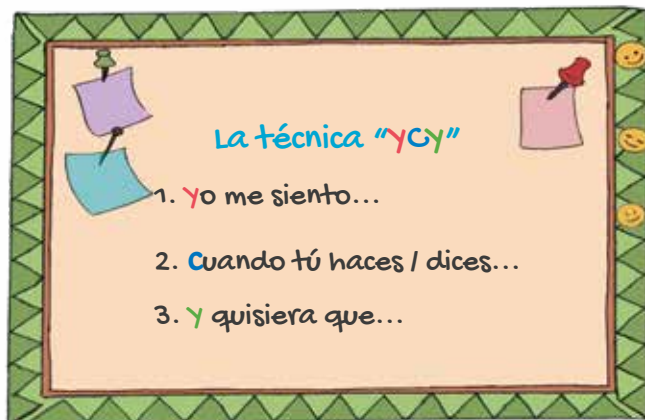 La técnica "YCY"
1. Yo me siento...
2. Cuando tú haces / dices...
3. Y quisiera que...